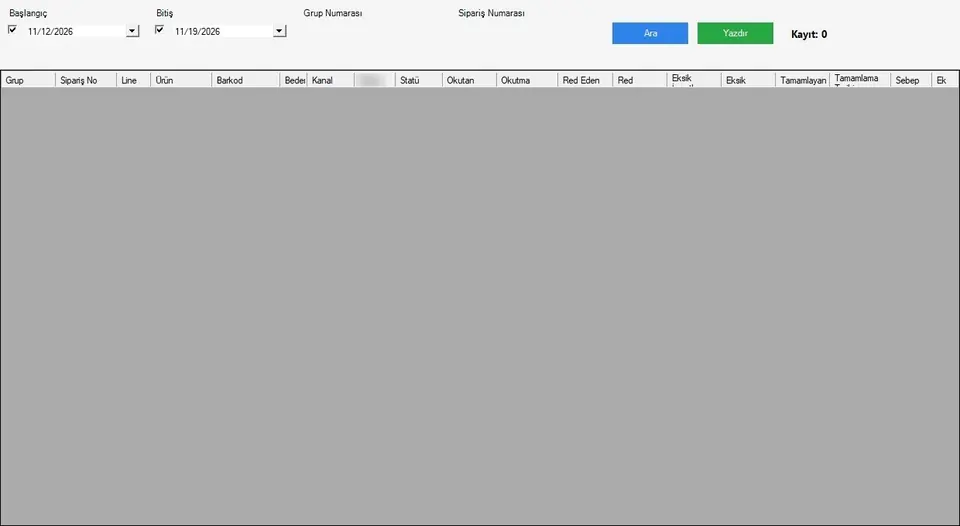 Başlangıç Bitiş Grup Numarası Sipariş Numarası
11/12/2026 11/19/2026 Ara Yazdır Kayıt: 0
Grup Sipariş No Line Ürün Barkod Beden Kanal Statü Okutan Okutma Red Eden Red Eksik Eksik Tamamlayan Tamamlama Sebep Ek